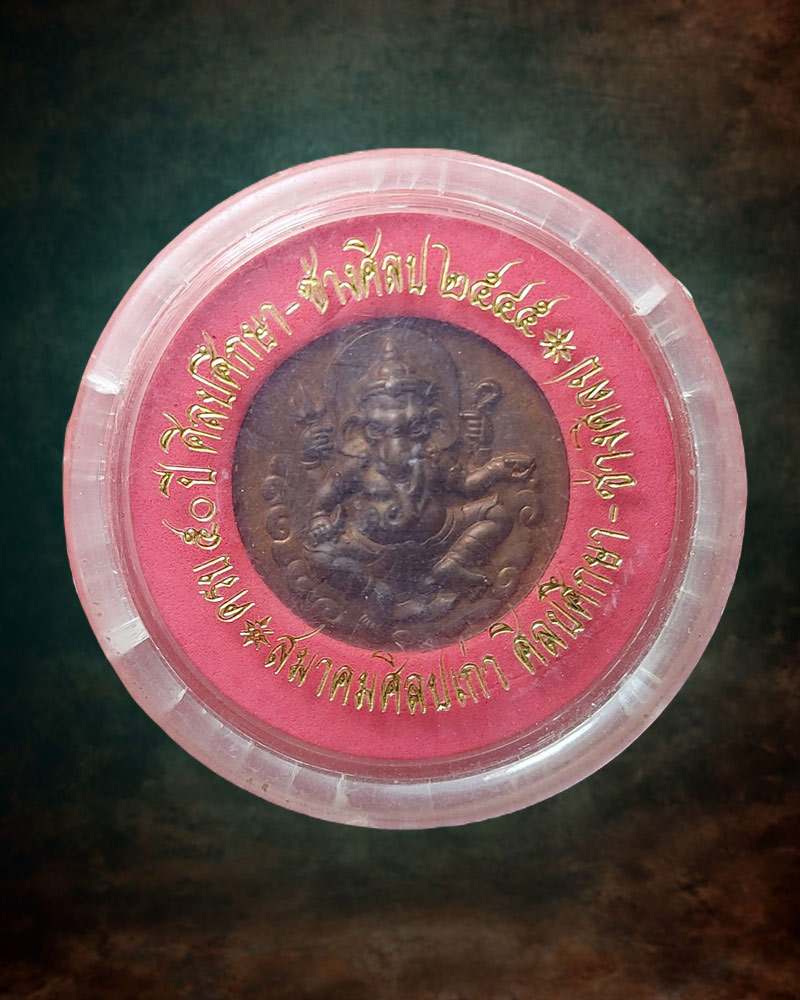 ครบ ๕๐ ปี ศิลปศึกษา-ช่างศิลป ๒๕๔๕
สมาคมศิลปเก่า ศิลปศึกษา-ช่างศิลป